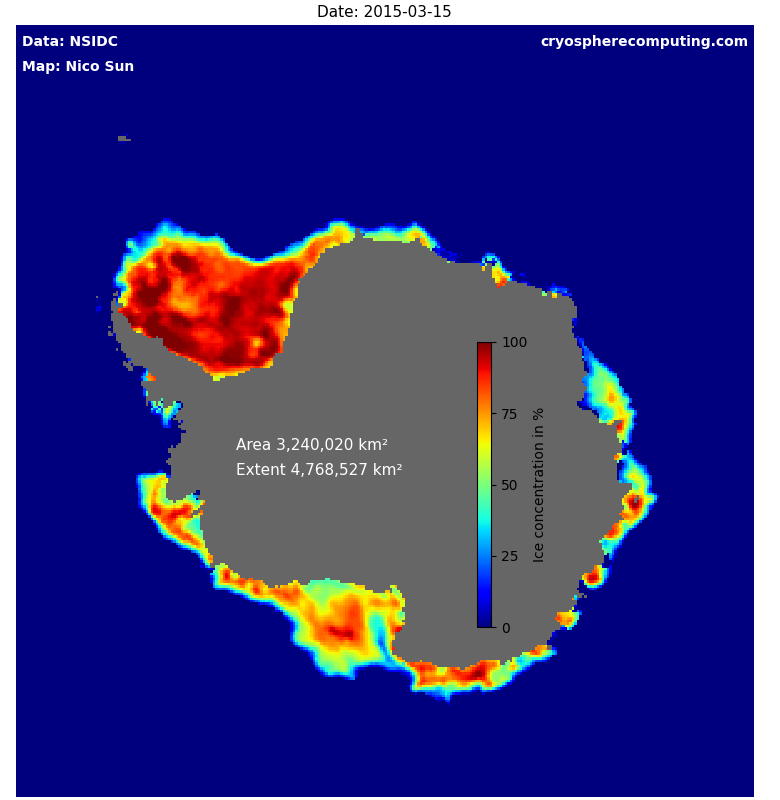 Date: 2015-03-15
Data: NSIDC
cryospherecomputing.com
Map: Nico Sun
Area 3,240,020 km²
Extent 4,768,527 km²
100
75
50
25
0
Ice concentration in %